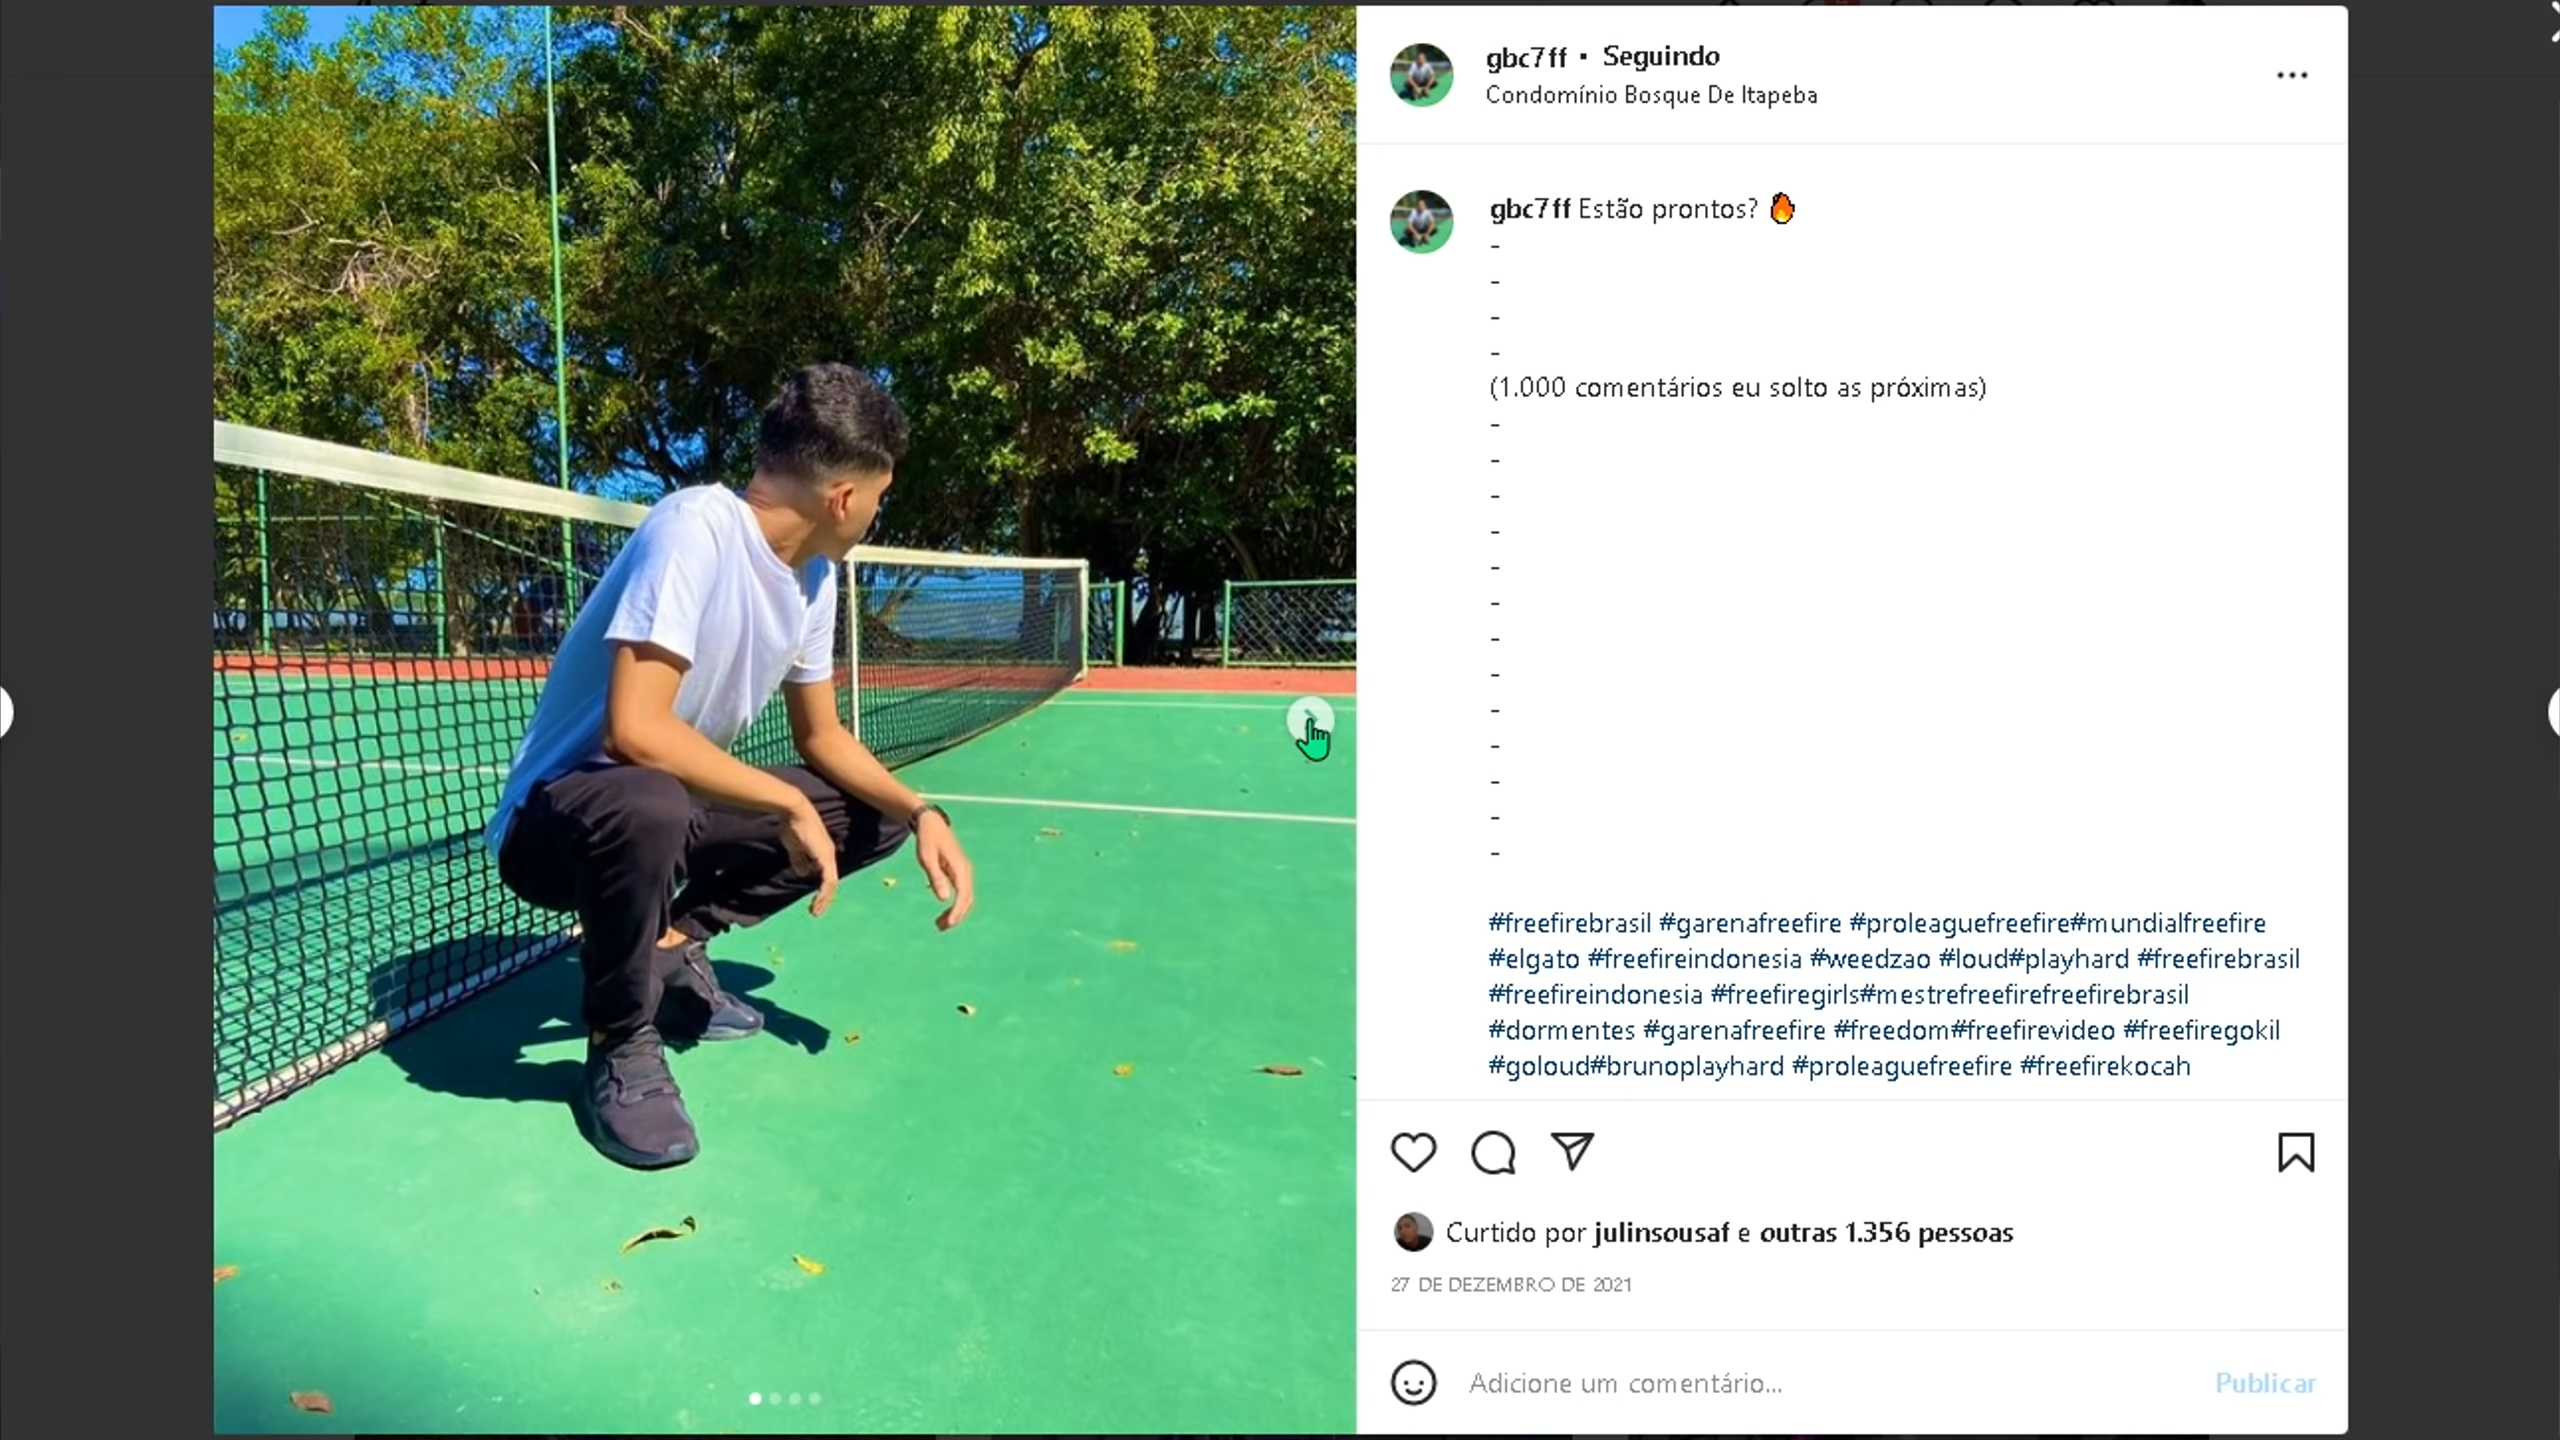 gbc7ff • Seguindo
Condomínio Bosque De Itapeba
gbc7ff Estão prontos? 🔥
-
-
-
-
(1.000 comentários eu solto as próximas)
-
-
-
-
-
-
-
-
-
-
-
-
-
#freefirebrasil #garenafreefire #proleaguefreefire#mundialfreefire
#elgato #freefireindonesia #weedzao #loud#playhard #freefirebrasil
#freefireindonesia #freefiregirls#mestrefreefirefreefirebrasil
#dormentes #garenafreefire #freedom#freefirevideo #freefiregokil
#goloud#brunoplayhard #proleaguefreefire #freefirekocah
Curtido por julinsousaf e outras 1.356 pessoas
27 DE DEZEMBRO DE 2021
Adicione um comentário...
Publicar